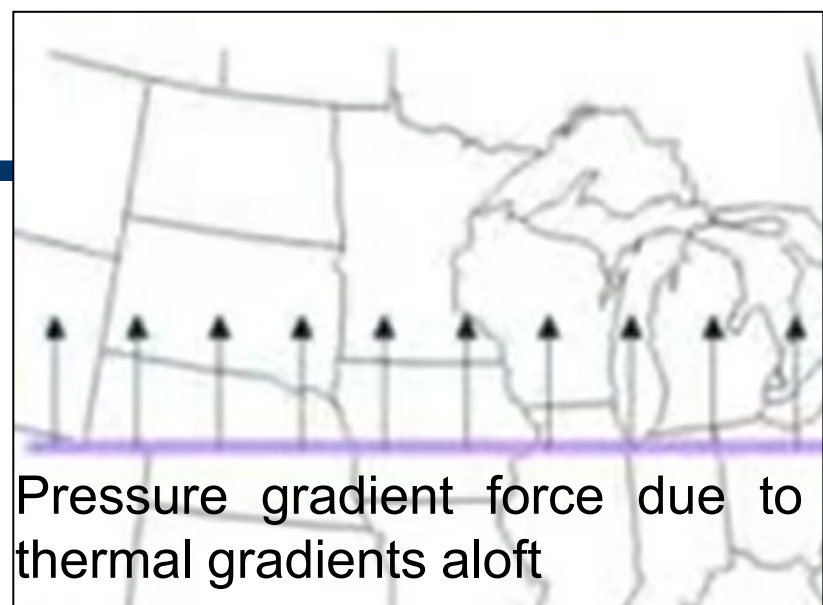 Pressure gradient force due to
thermal gradients aloft